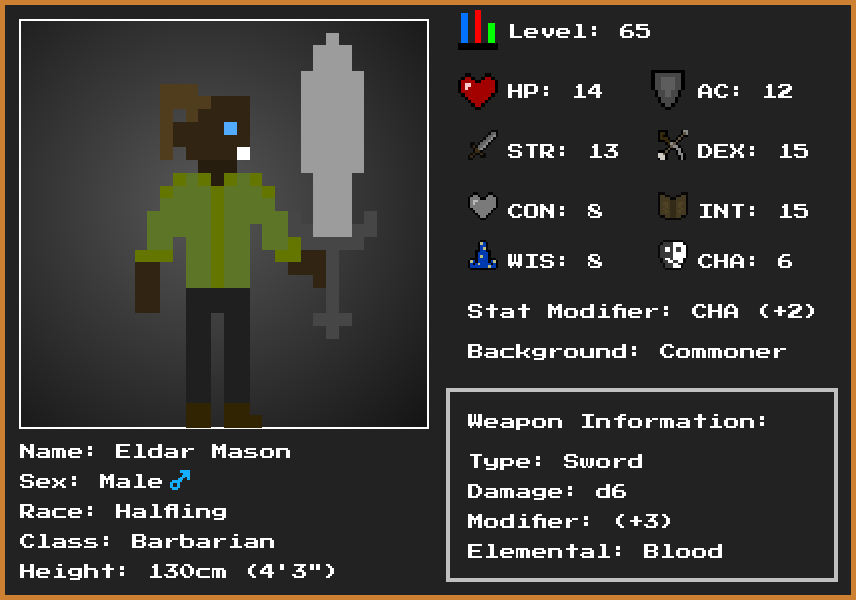 Level: 65
HP: 14
AC: 12
STR: 13
DEX: 15
CON: 8
INT: 15
WIS: 8
CHA: 6
Stat Modifier: CHA (+2)
Background: Commoner
Weapon Information:
Type: Sword
Damage: d6
Modifier: (+3)
Elemental: Blood
Name: Eldar Mason
Sex: Male♂
Race: Halfling
Class: Barbarian
Height: 130cm (4'3")